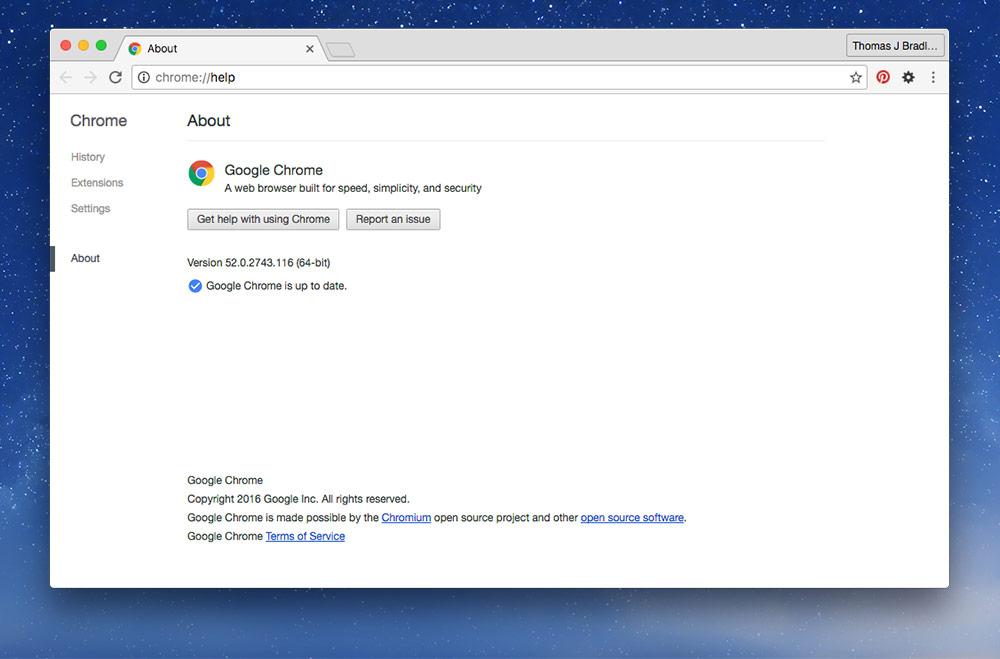 About
Thomas J Bradl...
chrome://help
Chrome
About
History
Extensions
Settings
About
Google Chrome
A web browser built for speed, simplicity, and security
Get help with using Chrome
Report an issue
Version 52.0.2743.116 (64-bit)
Google Chrome is up to date.
Google Chrome
Copyright 2016 Google Inc. All rights reserved.
Google Chrome is made possible by the Chromium open source project and other open source software.
Google Chrome Terms of Service